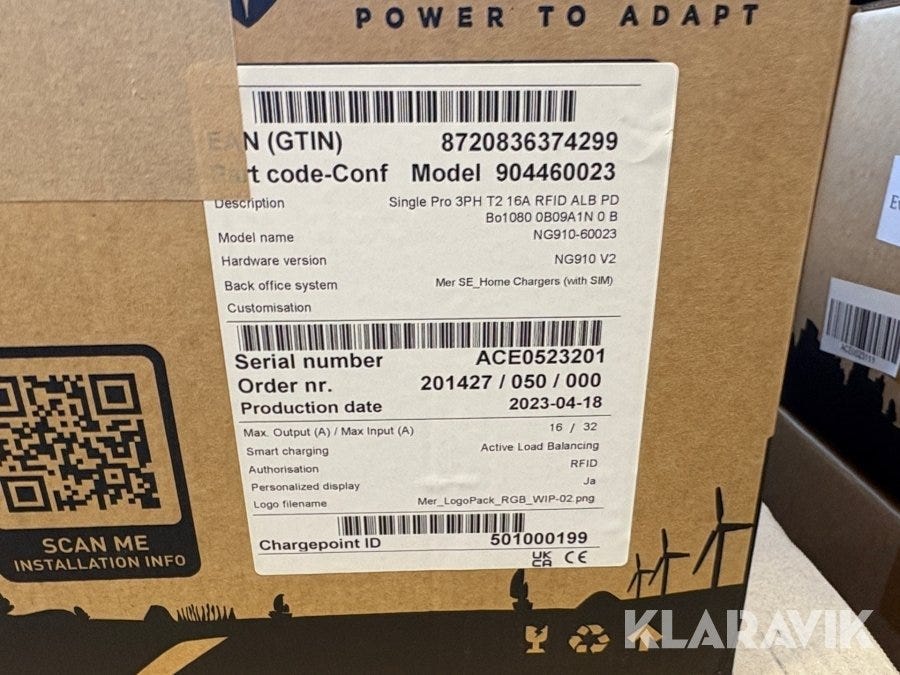 POWER TO ADAPT
EAN (GTIN) 8720836374299
Part code-Conf Model 904460023
Description Single Pro 3PH T2 16A RFID ALB PD
Bo1080 0B09A1N 0 B
Model name NG910-60023
Hardware version NG910 V2
Back office system Mer SE_Home Chargers (with SIM)
Customisation
Serial number ACE0523201
Order nr. 201427 / 050 / 000
Production date 2023-04-18
Max. Output (A) / Max Input (A) 16 / 32
Smart charging Active Load Balancing
Authorisation RFID
Personalized display Ja
Logo filename Mer_LogoPack_RGB_WIP-02.png
Chargepoint ID 501000199
UK CA CE
SCAN ME
INSTALLATION INFO
KLARAVIK